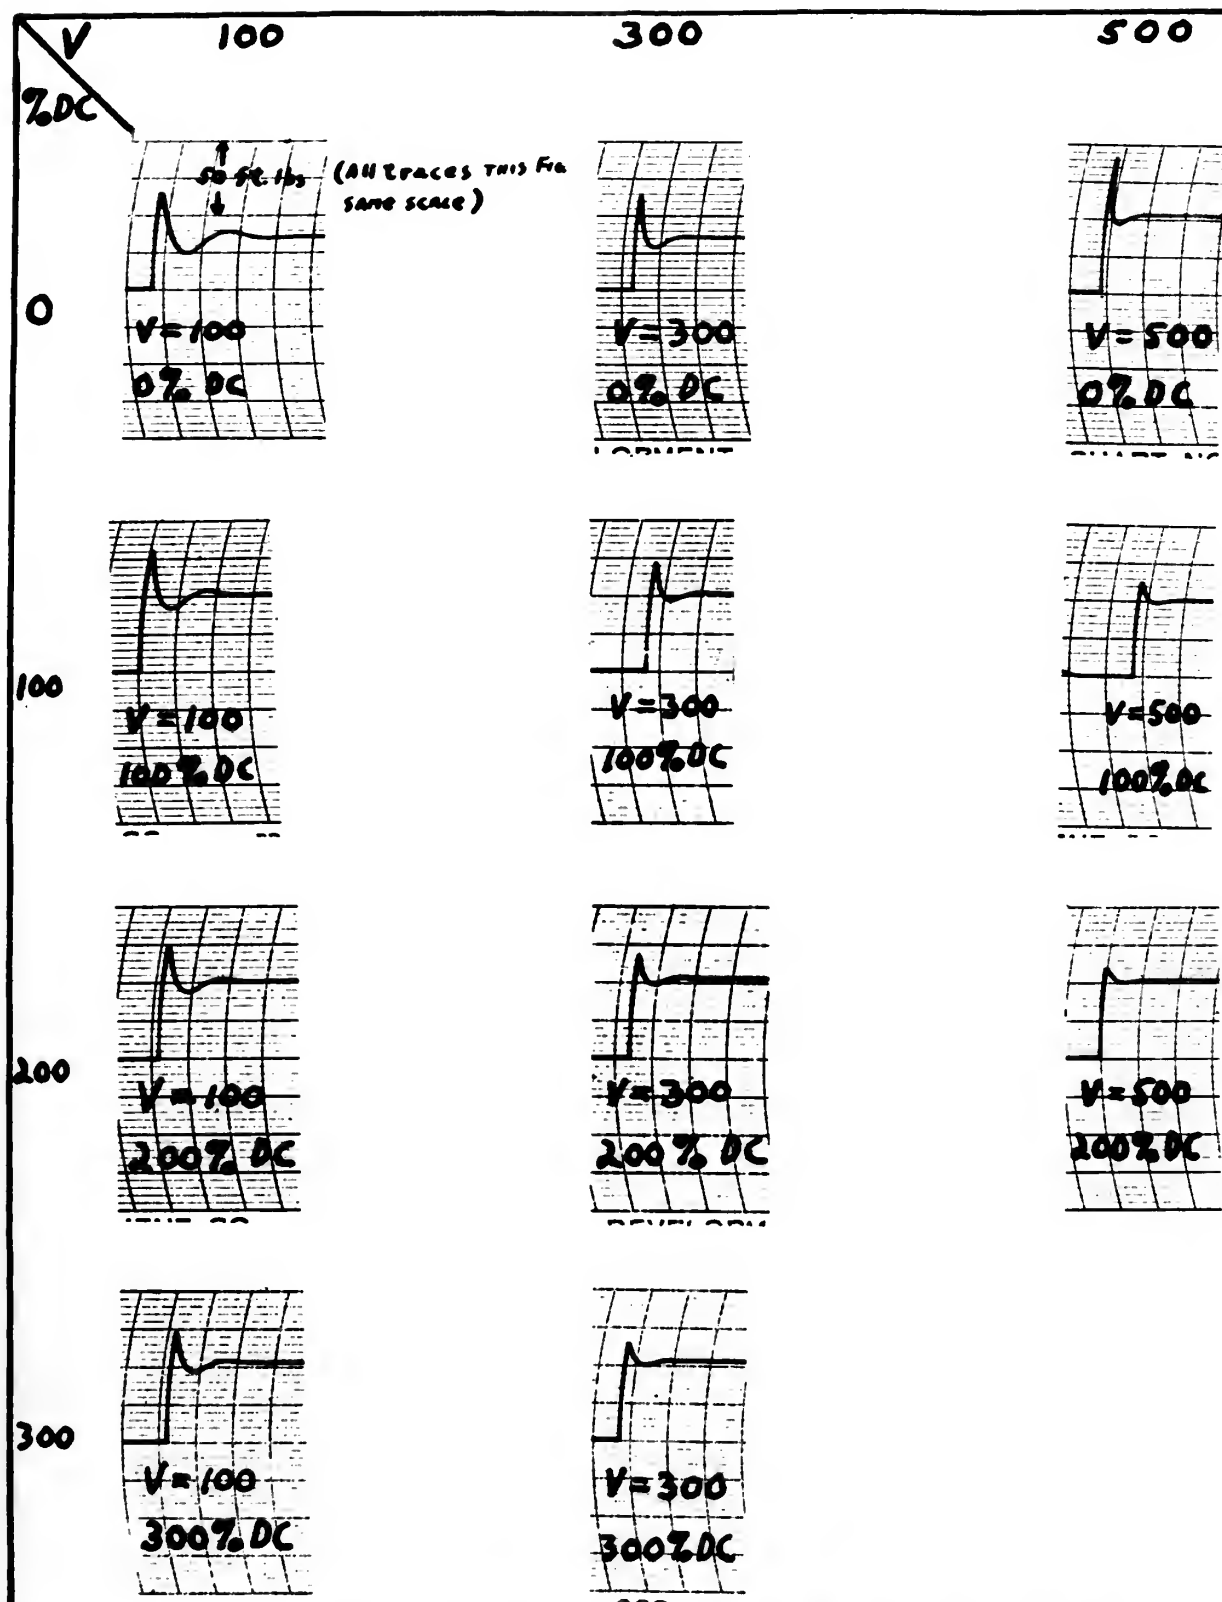 V 100 300 500
%DC
50 ft. lbs (All traces THIS FIG
SAME SCALE)
0
V=100 V=300 V=500
0% DC 0% DC 0% DC
100
V=100 V=300 V=500
100% DC 100% DC 100% DC
200
V=100 V=300 V=500
200% DC 200% DC 200% DC
300
V=100 V=300
300% DC 300% DC